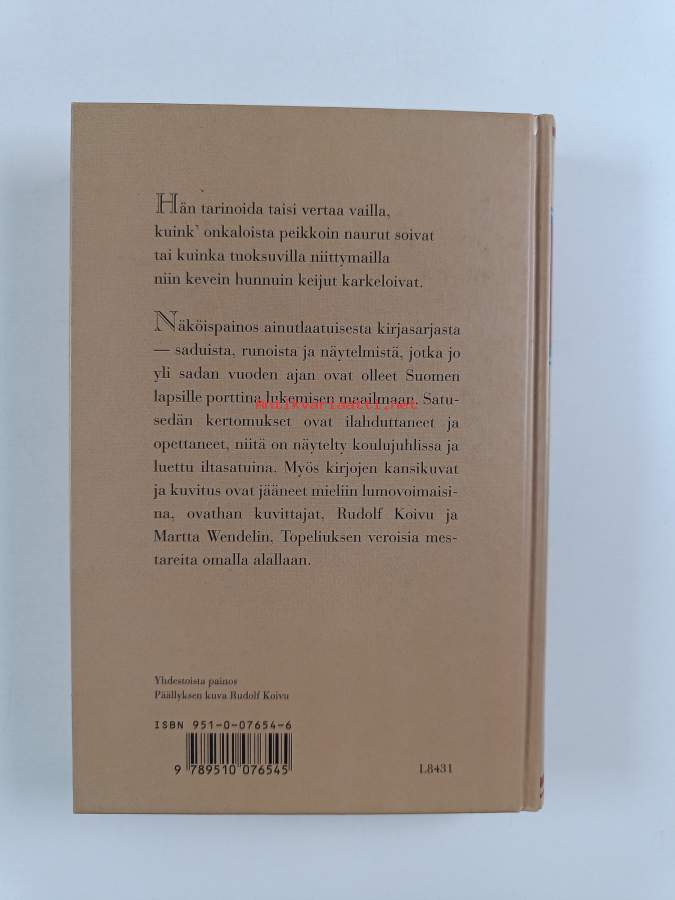 Hän tarinoida taisi vertaa vailla,
kuink' onkaloista peikkoin naurut soivat
tai kuinka tuoksuvilla niittymailla
niin kevein hunnuin keijut karkeloivat.
Näköispainos ainutlaatuisesta kirjasarjasta
— saduista, runoista ja näytelmistä, jotka jo
yli sadan vuoden ajan ovat olleet Suomen
lapsille porttina lukemisen maailmaan. Satu-
sedän kertomukset ovat ilahduttaneet ja
opettaneet, niitä on näytelty koulujuhlissa ja
luettu iltasatuina. Myös kirjojen kansikuvat
ja kuvitus ovat jääneet mieliin lumovoimaisi-
na, ovathan kuvittajat, Rudolf Koivu ja
Martta Wendelin, Topeliuksen veroisia mes-
tareita omalla alallaan.
Antikvariaatti.net
Yhdestoista painos
Päällyksen kuva Rudolf Koivu
ISBN 951-0-07654-6
9 789510 076545
L8431